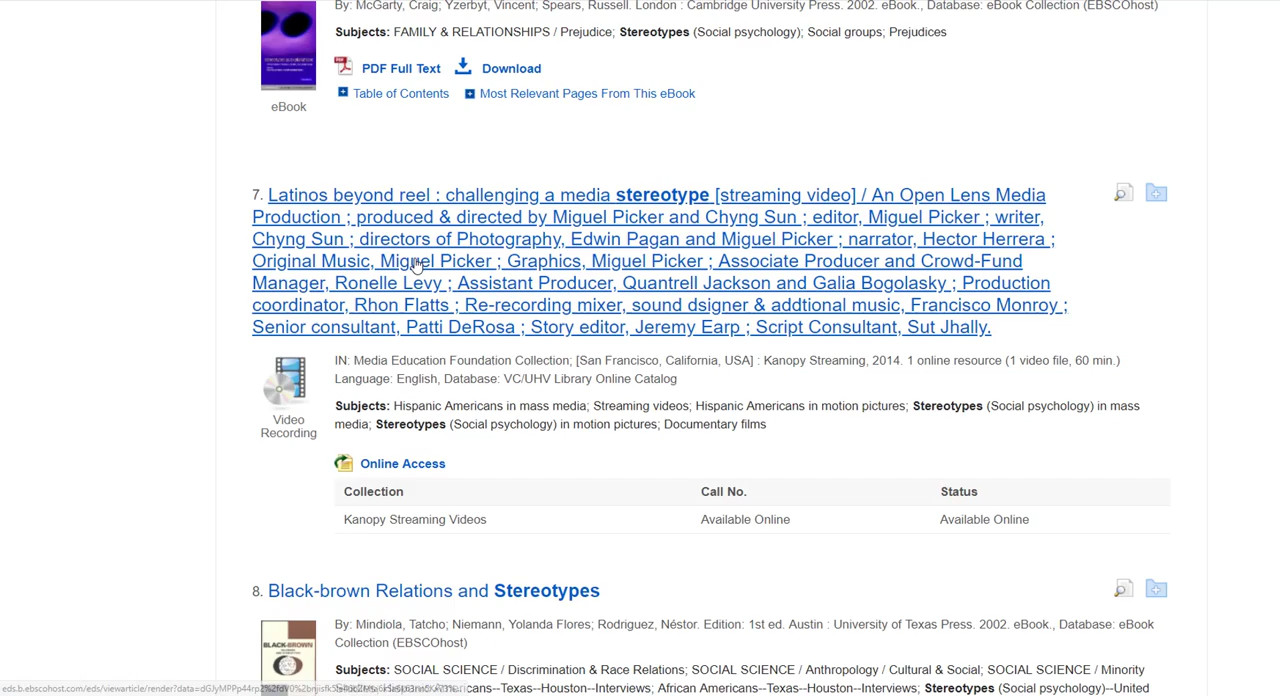 By: McGarty, Craig; Yzerbyt, Vincent; Spears, Russell. London : Cambridge University Press. 2002. eBook., Database: eBook Collection (EBSCOhost)
Subjects: FAMILY & RELATIONSHIPS / Prejudice; Stereotypes (Social psychology); Social groups; Prejudices
PDF Full Text Download
Table of Contents Most Relevant Pages From This eBook
eBook
7. Latinos beyond reel : challenging a media stereotype [streaming video] / An Open Lens Media
Production ; produced & directed by Miguel Picker and Chyng Sun ; editor, Miguel Picker ; writer,
Chyng Sun ; directors of Photography, Edwin Pagan and Miguel Picker ; narrator, Hector Herrera ;
Original Music, Miguel Picker ; Graphics, Miguel Picker ; Associate Producer and Crowd-Fund
Manager, Ronelle Levy ; Assistant Producer, Quantrell Jackson and Galia Bogolasky ; Production
coordinator, Rhon Flatts ; Re-recording mixer, sound dsigner & addtional music, Francisco Monroy ;
Senior consultant, Patti DeRosa ; Story editor, Jeremy Earp ; Script Consultant, Sut Jhally.
IN: Media Education Foundation Collection; [San Francisco, California, USA] : Kanopy Streaming, 2014. 1 online resource (1 video file, 60 min.)
Language: English, Database: VC/UHV Library Online Catalog
Subjects: Hispanic Americans in mass media; Streaming videos; Hispanic Americans in motion pictures; Stereotypes (Social psychology) in mass
media; Stereotypes (Social psychology) in motion pictures; Documentary films
Video
Recording
Online Access
Collection Call No. Status
Kanopy Streaming Videos Available Online Available Online
8. Black-brown Relations and Stereotypes
By: Mindiola, Tatcho; Niemann, Yolanda Flores; Rodriguez, Néstor. Edition: 1st ed. Austin : University of Texas Press. 2002. eBook., Database: eBook
Collection (EBSCOhost)
BLACK-BROWN
Subjects: SOCIAL SCIENCE / Discrimination & Race Relations; SOCIAL SCIENCE / Anthropology / Cultural & Social; SOCIAL SCIENCE / Minority
cans--Texas--Houston--Interviews; African Americans--Texas--Houston--Interviews; Stereotypes (Social psychology)--United